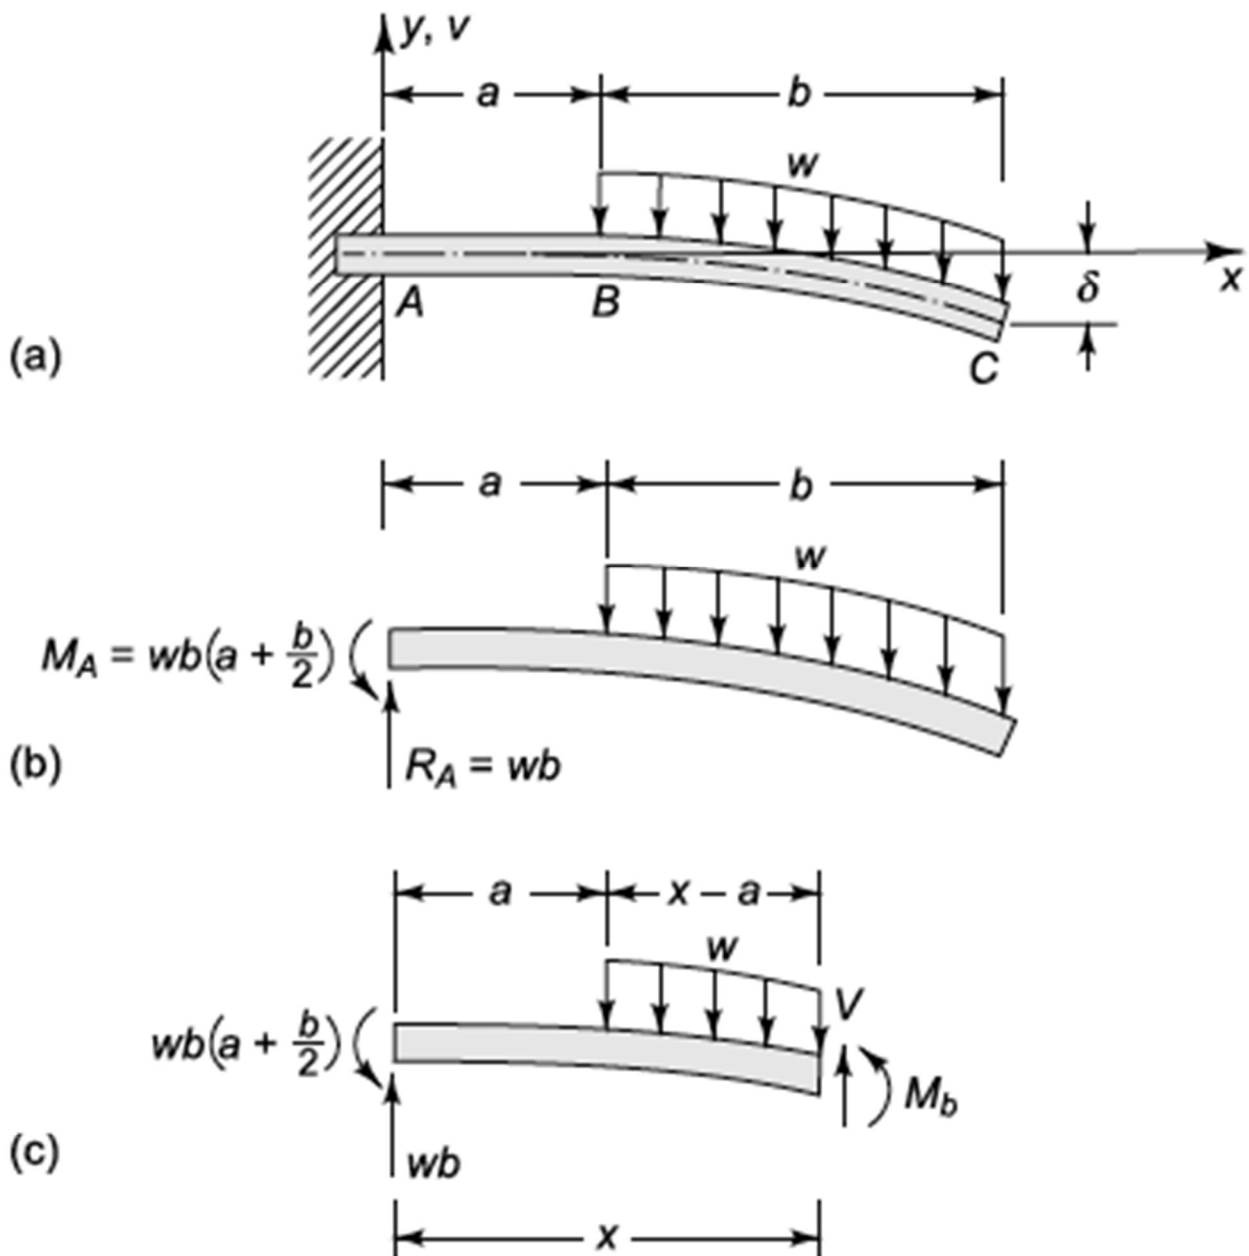 y, v
a b
w
A B
δ
x
C
(a)
a b
w
M_A = wb(a + b/2)
R_A = wb
(b)
a x – a
w
V
wb(a + b/2)
M_b
wb
(c)
x